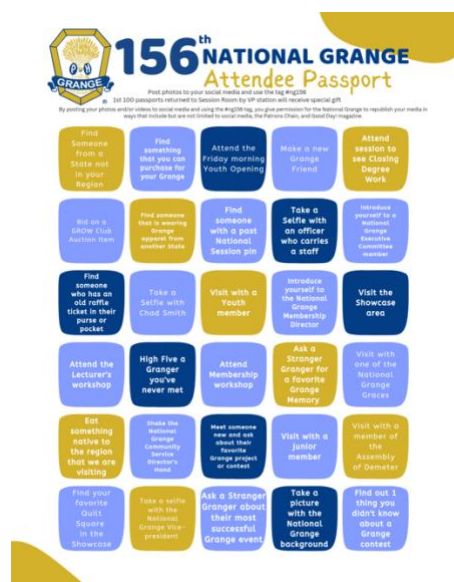 156th NATIONAL GRANGE
Attendee Passport
P of H
GRANGE
®
Post photos to your social media and use the tag #ng156
1st 100 passports returned to Session Room by VP station will receive special gift
By posting your photos and/or videos to social media and using the #ng156 tag, you give permission for the National Grange to republish your media in
ways that include but are not limited to social media, the Patrons Chain, and Good Day! magazine
Find
Someone
from a
State not
in your
Region
Find
something
that you can
purchase for
your Grange
Attend the
Friday morning
Youth Opening
Make a new
Grange
Friend
Attend
session to
see Closing
Degree
Work
Bid on a
GROW Club
Auction Item
Find someone
that is wearing
Grange
apparel from
another State
Find
someone
with a past
National
Session pin
Take a
Selfie with
an officer
who carries
a staff
Introduce
yourself to a
National
Grange
Executive
Committee
member
Find
someone
who has an
old raffle
ticket in their
purse or
pocket
Take a
Selfie with
Chad Smith
Visit with a
Youth
member
Introduce
yourself to
the National
Grange
Membership
Director
Visit the
Showcase
area
Attend the
Lecturer's
workshop
High Five a
Granger
you've
never met
Attend
Membership
workshop
Ask a
Stranger
Granger for
a favorite
Grange
Memory
Visit with
one of the
National
Grange
Graces
Eat
something
native to
the region
that we are
visiting
Shake the
National
Grange
Community
Service
Director's
Hand
Meet someone
new and ask
about their
favorite
Grange project
or contest
Visit with a
Junior
member
Visit with a
member of
the
Assembly
of Demeter
Find your
favorite
Quilt
Square
in the
Showcase
Take a selfie
with the
National
Grange Vice-
president
Ask a Stranger
Granger about
their most
successful
Grange event
Take a
picture
with the
National
Grange
background
Find out 1
thing you
didn't know
about a
Grange
contest